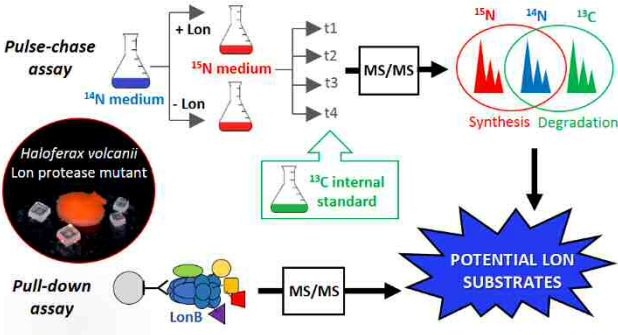 Pulse-chase
assay
¹⁴N medium
+ Lon
- Lon
¹⁵N medium
t1
t2
t3
t4
MS/MS
¹⁵N
¹⁴N
¹³C
Synthesis
Degradation
¹³C internal
standard
Haloferax volcanii
Lon protease mutant
Pull-down
assay
LonB
MS/MS
POTENTIAL LON
SUBSTRATES